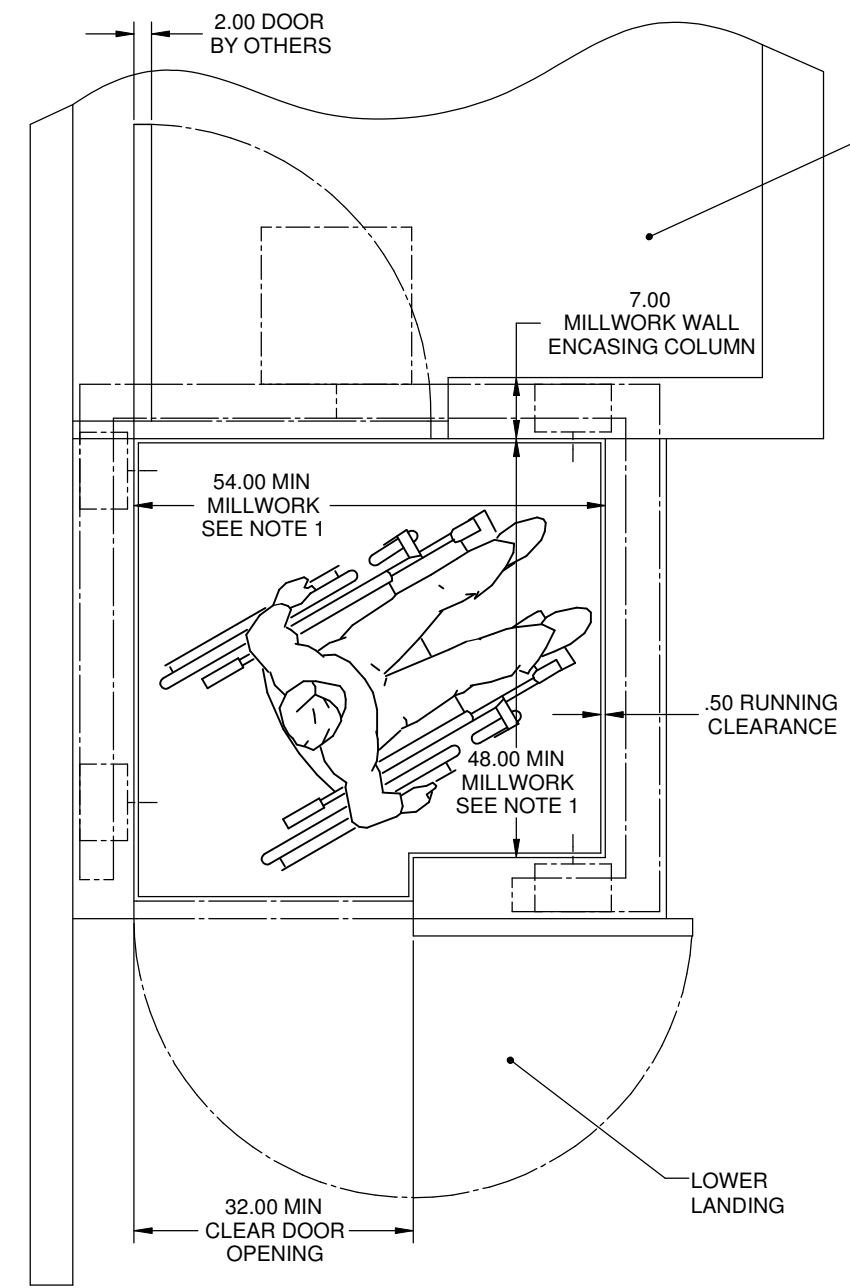 2.00 DOOR
BY OTHERS
7.00
MILLWORK WALL
ENCASING COLUMN
54.00 MIN
MILLWORK
SEE NOTE 1
.50 RUNNING
CLEARANCE
48.00 MIN
MILLWORK
SEE NOTE 1
LOWER
LANDING
32.00 MIN
CLEAR DOOR
OPENING